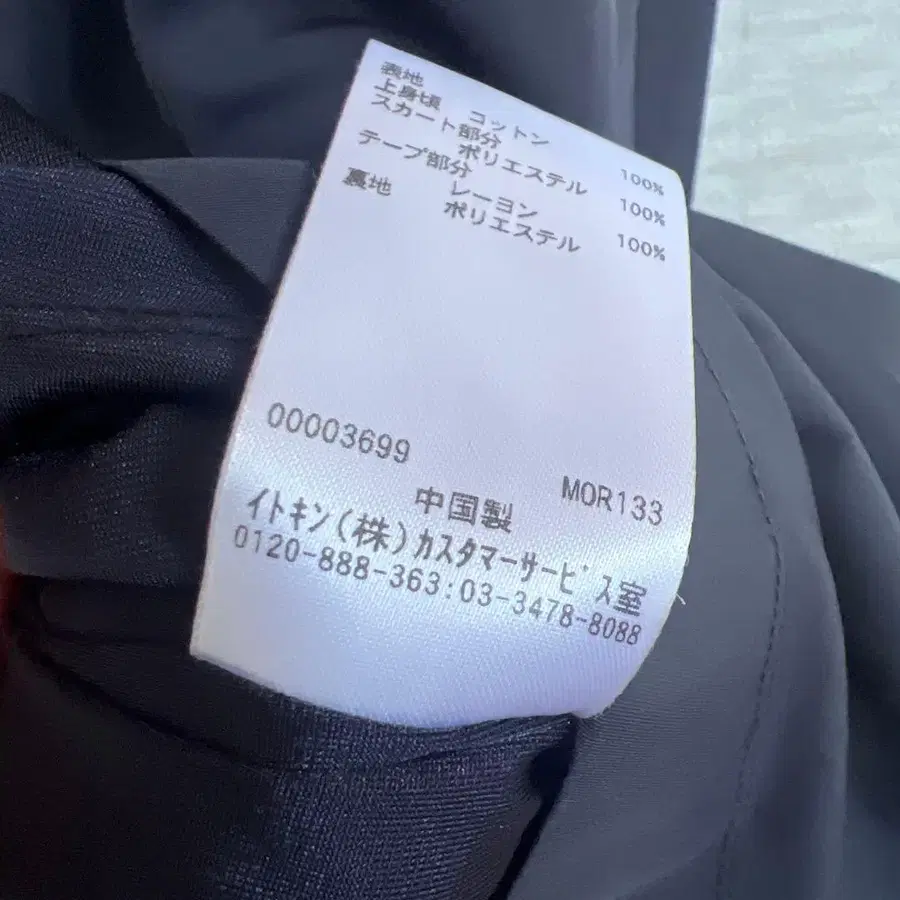 表地
上身頃 コットン 100%
スカート部分 ポリエステル 100%
テープ部分 レーヨン 100%
裏地 ポリエステル
00003699
中国製 MOR133
イトキン(株)カスタマーサービス室
0120-888-363:03-3478-8088